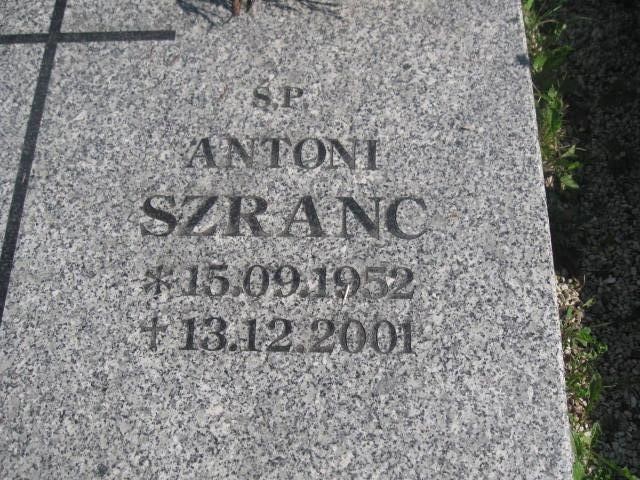 Ś.P.
ANTONI
SZRANC
* 15.09.1952
† 13.12.2001